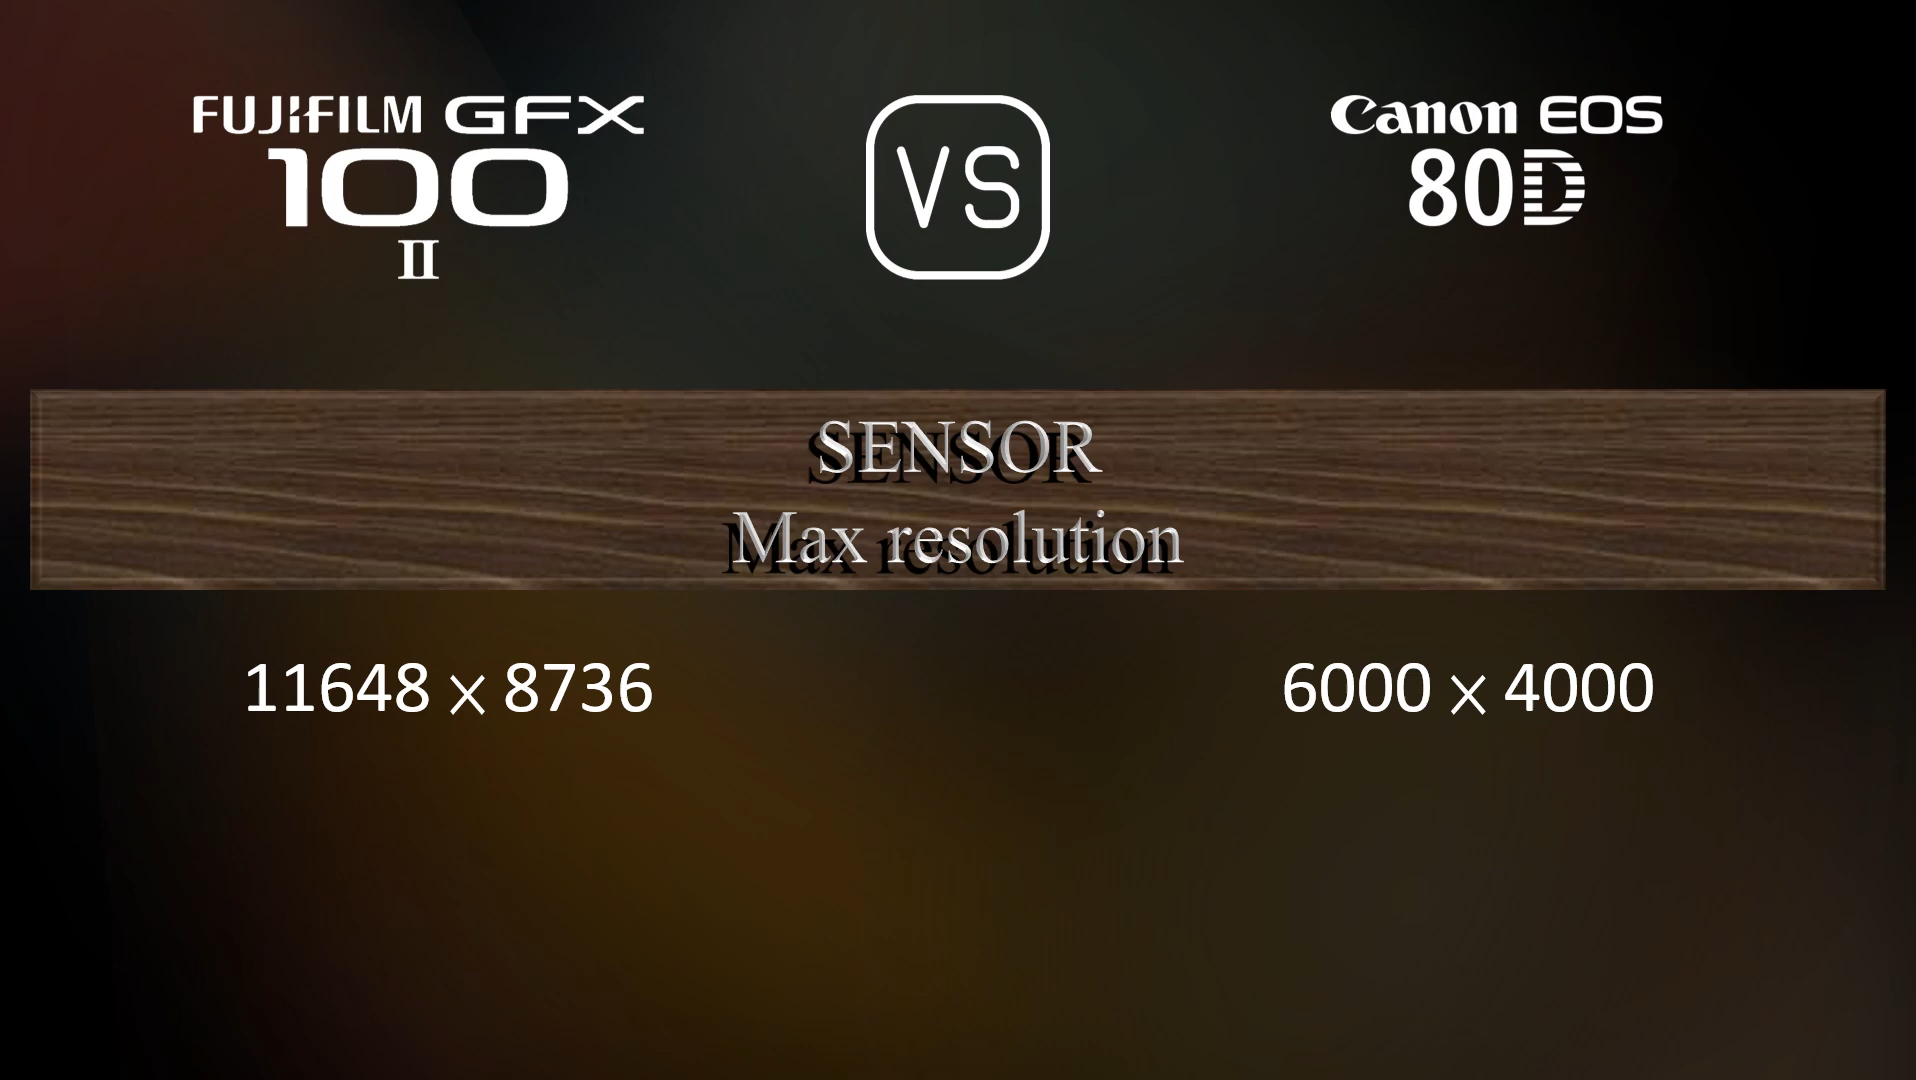 FUJIFILM GFX
100
II
VS
Canon EOS
80D
SENSOR
Max resolution
11648 x 8736
6000 x 4000